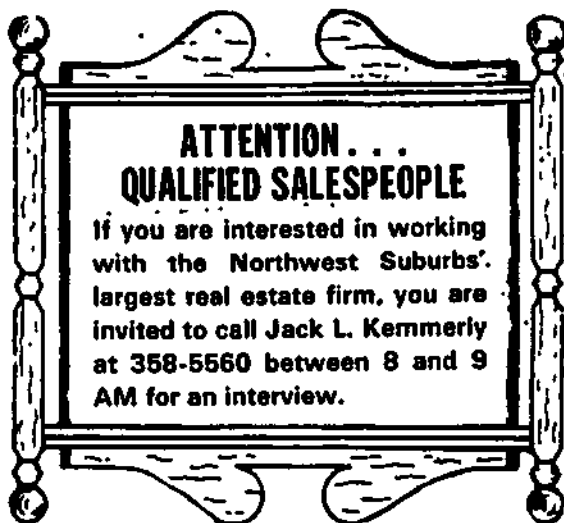 ATTENTION . . .
QUALIFIED SALESPEOPLE
If you are interested in working
with the Northwest Suburbs'
largest real estate firm, you are
invited to call Jack L. Kemmerly
at 358-5560 between 8 and 9
AM for an interview.